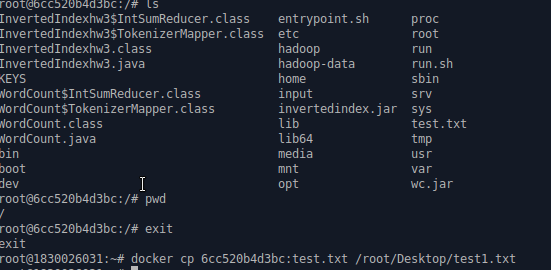 root@6cc520b4d3bc:/# ls
InvertedIndexhw3$IntSumReducer.class entrypoint.sh proc
InvertedIndexhw3$TokenizerMapper.class etc root
InvertedIndexhw3.class hadoop run
InvertedIndexhw3.java hadoop-data run.sh
KEYS home sbin
WordCount$IntSumReducer.class input srv
WordCount$TokenizerMapper.class invertedindex.jar sys
WordCount.class lib test.txt
WordCount.java lib64 tmp
bin media usr
boot mnt var
dev opt wc.jar
root@6cc520b4d3bc:/# pwd
/
root@6cc520b4d3bc:/# exit
exit
root@1830026031:~# docker cp 6cc520b4d3bc:test.txt /root/Desktop/test1.txt
root@1830026031:~#